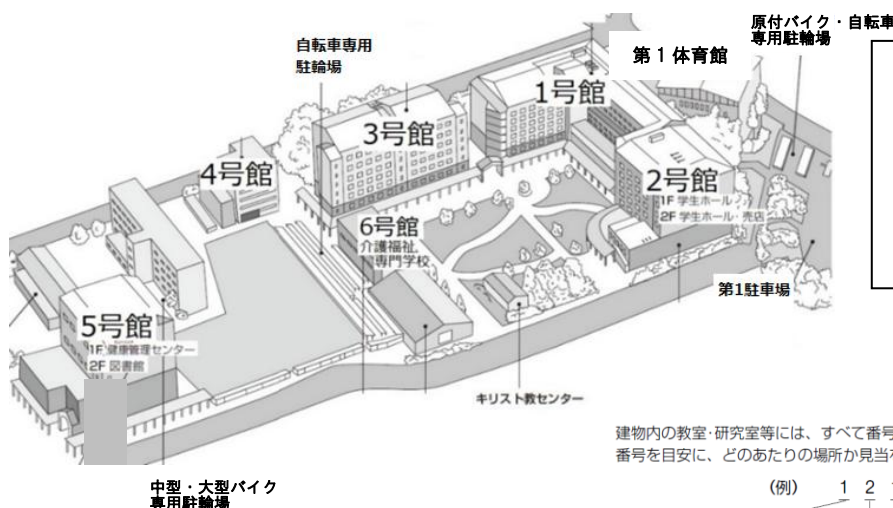 原付バイク・自転車
専用駐輪場
自転車専用
駐輪場
第1体育館
1号館
3号館
4号館
2号館
1F 学生ホール
2F 学生ホール・売店
6号館
介護福祉
専門学校
第1駐車場
5号館
1F 健康管理センター
2F 図書館
キリスト教センター
中型・大型バイク
専用駐輪場
建物内の教室・研究室等には、すべて番号
番号を目安に、どのあたりの場所か見当
(例) 1 2